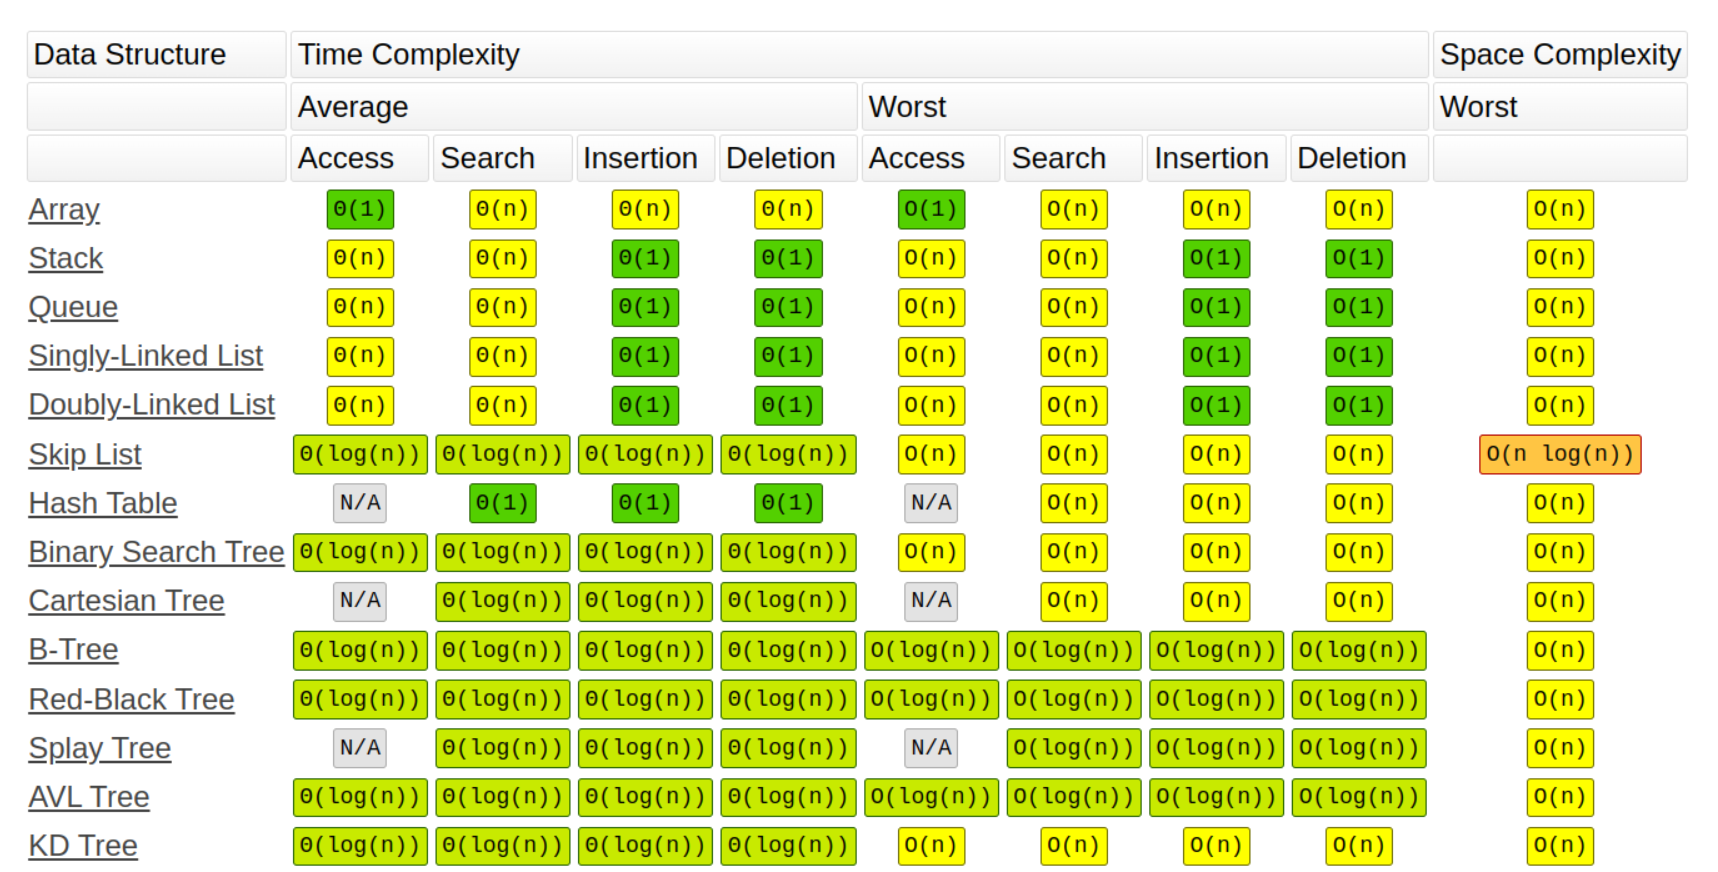 Data Structure Time Complexity Space Complexity
Average Worst Worst
Access Search Insertion Deletion Access Search Insertion Deletion
Array Θ(1) Θ(n) Θ(n) Θ(n) O(1) O(n) O(n) O(n) O(n)
Stack Θ(n) Θ(n) Θ(1) Θ(1) O(n) O(n) O(1) O(1) O(n)
Queue Θ(n) Θ(n) Θ(1) Θ(1) O(n) O(n) O(1) O(1) O(n)
Singly-Linked List Θ(n) Θ(n) Θ(1) Θ(1) O(n) O(n) O(1) O(1) O(n)
Doubly-Linked List Θ(n) Θ(n) Θ(1) Θ(1) O(n) O(n) O(1) O(1) O(n)
Skip List Θ(log(n)) Θ(log(n)) Θ(log(n)) Θ(log(n)) O(n) O(n) O(n) O(n) O(n log(n))
Hash Table N/A Θ(1) Θ(1) Θ(1) N/A O(n) O(n) O(n) O(n)
Binary Search Tree Θ(log(n)) Θ(log(n)) Θ(log(n)) Θ(log(n)) O(n) O(n) O(n) O(n) O(n)
Cartesian Tree N/A Θ(log(n)) Θ(log(n)) Θ(log(n)) N/A O(n) O(n) O(n) O(n)
B-Tree Θ(log(n)) Θ(log(n)) Θ(log(n)) Θ(log(n)) O(log(n)) O(log(n)) O(log(n)) O(log(n)) O(n)
Red-Black Tree Θ(log(n)) Θ(log(n)) Θ(log(n)) Θ(log(n)) O(log(n)) O(log(n)) O(log(n)) O(log(n)) O(n)
Splay Tree N/A Θ(log(n)) Θ(log(n)) Θ(log(n)) N/A O(log(n)) O(log(n)) O(log(n)) O(n)
AVL Tree Θ(log(n)) Θ(log(n)) Θ(log(n)) Θ(log(n)) O(log(n)) O(log(n)) O(log(n)) O(log(n)) O(n)
KD Tree Θ(log(n)) Θ(log(n)) Θ(log(n)) Θ(log(n)) O(n) O(n) O(n) O(n) O(n)